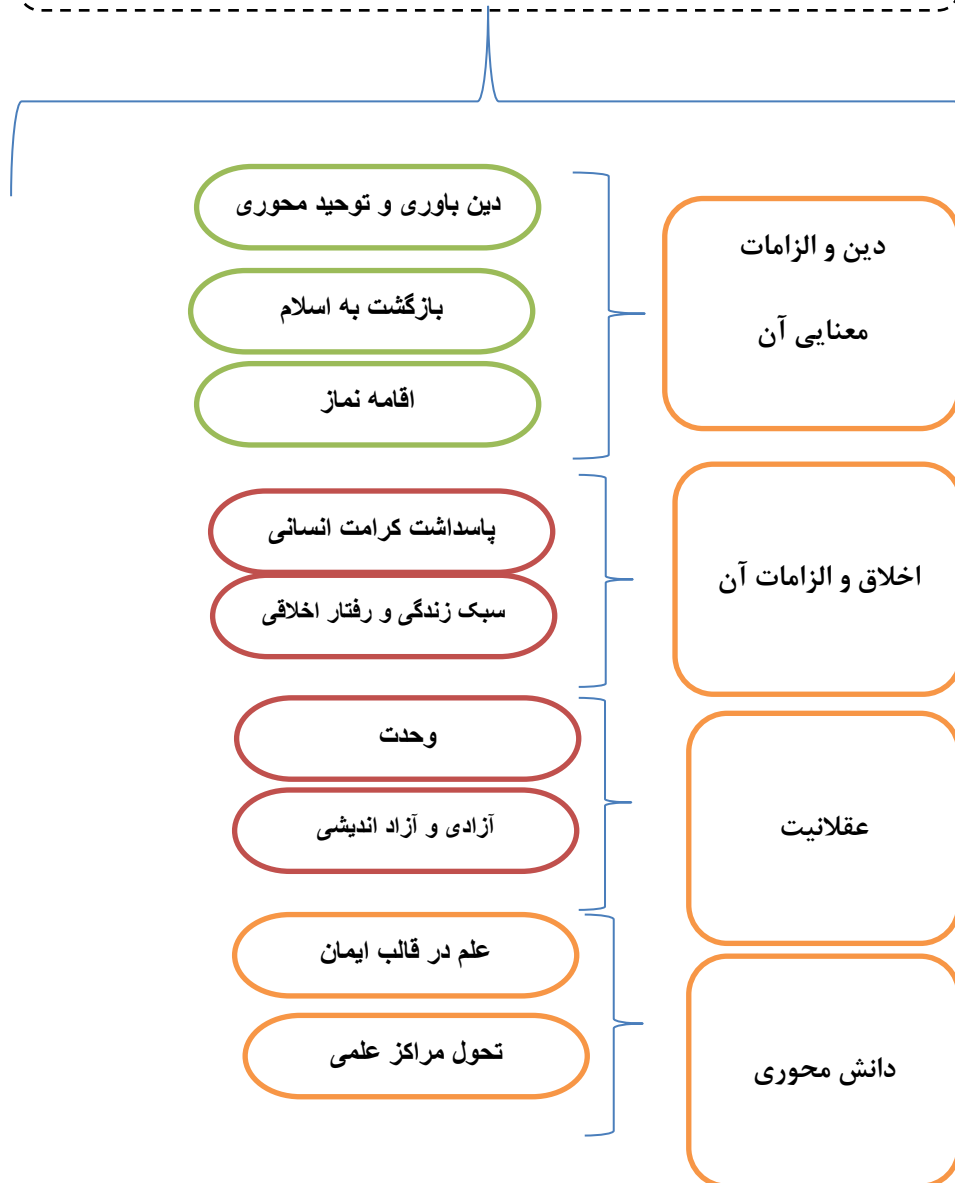 دین و الزامات
معنایی آن
دین باوری و توحید محوری
بازگشت به اسلام
اقامه نماز
اخلاق و الزامات آن
پاسداشت کرامت انسانی
سبک زندگی و رفتار اخلاقی
عقلانیت
وحدت
آزادی و آزاد اندیشی
دانش محوری
علم در قالب ایمان
تحول مراکز علمی